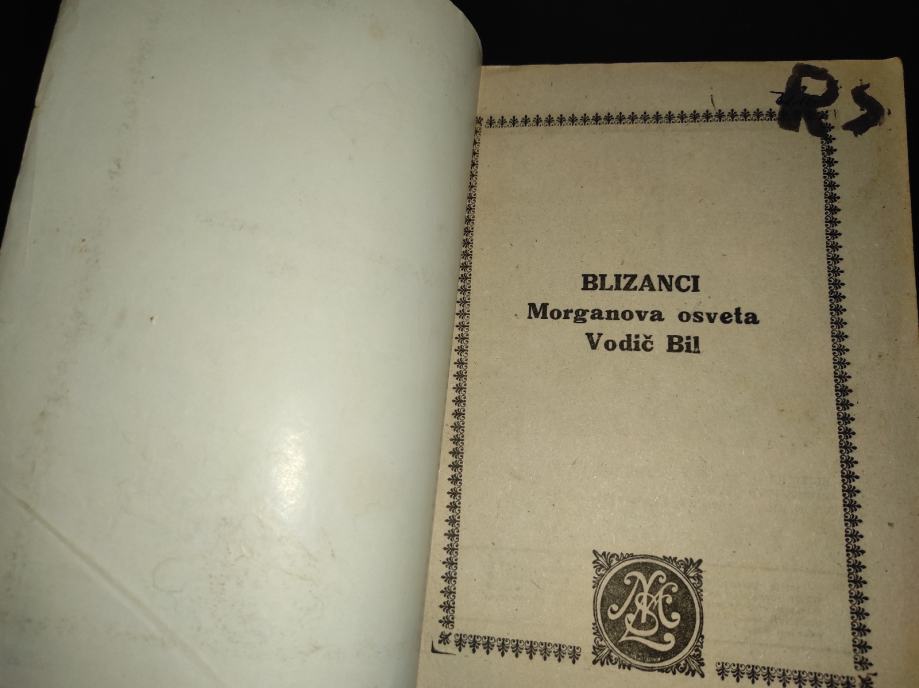 RS
BLIZANCI
Morganova osveta
Vodič Bil